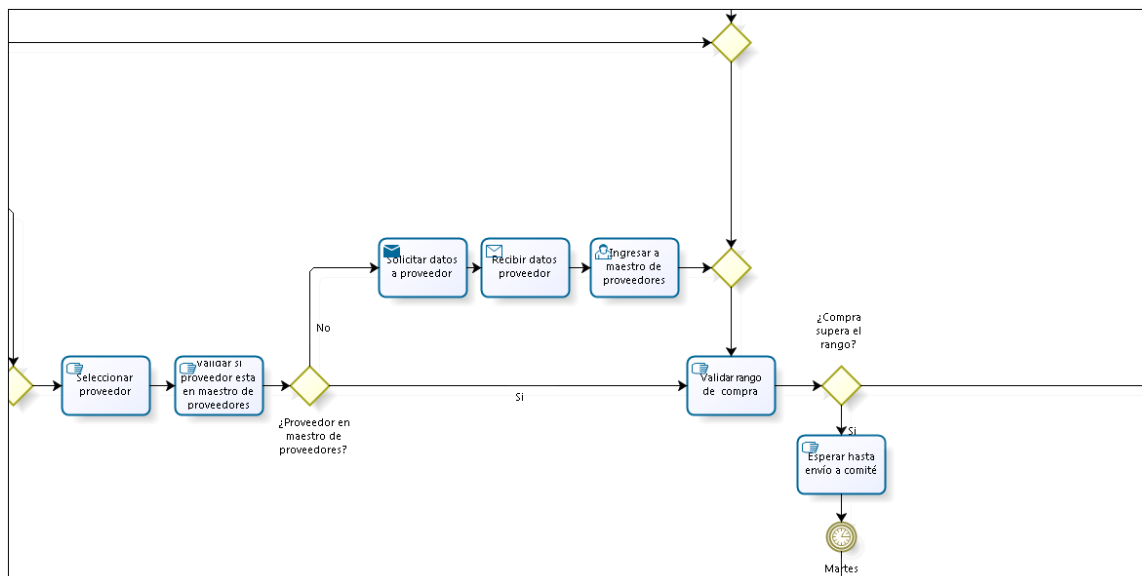 Solicitar datos
a proveedor
Recibir datos
proveedor
Ingresar a
maestro de
proveedores
No
¿Compra
supera el
rango?
Seleccionar
proveedor
Validar si
proveedor esta
en maestro de
proveedores
¿Proveedor en
maestro de
proveedores?
Si
Validar rango
de compra
Si
Esperar hasta
envío a comité
Martes